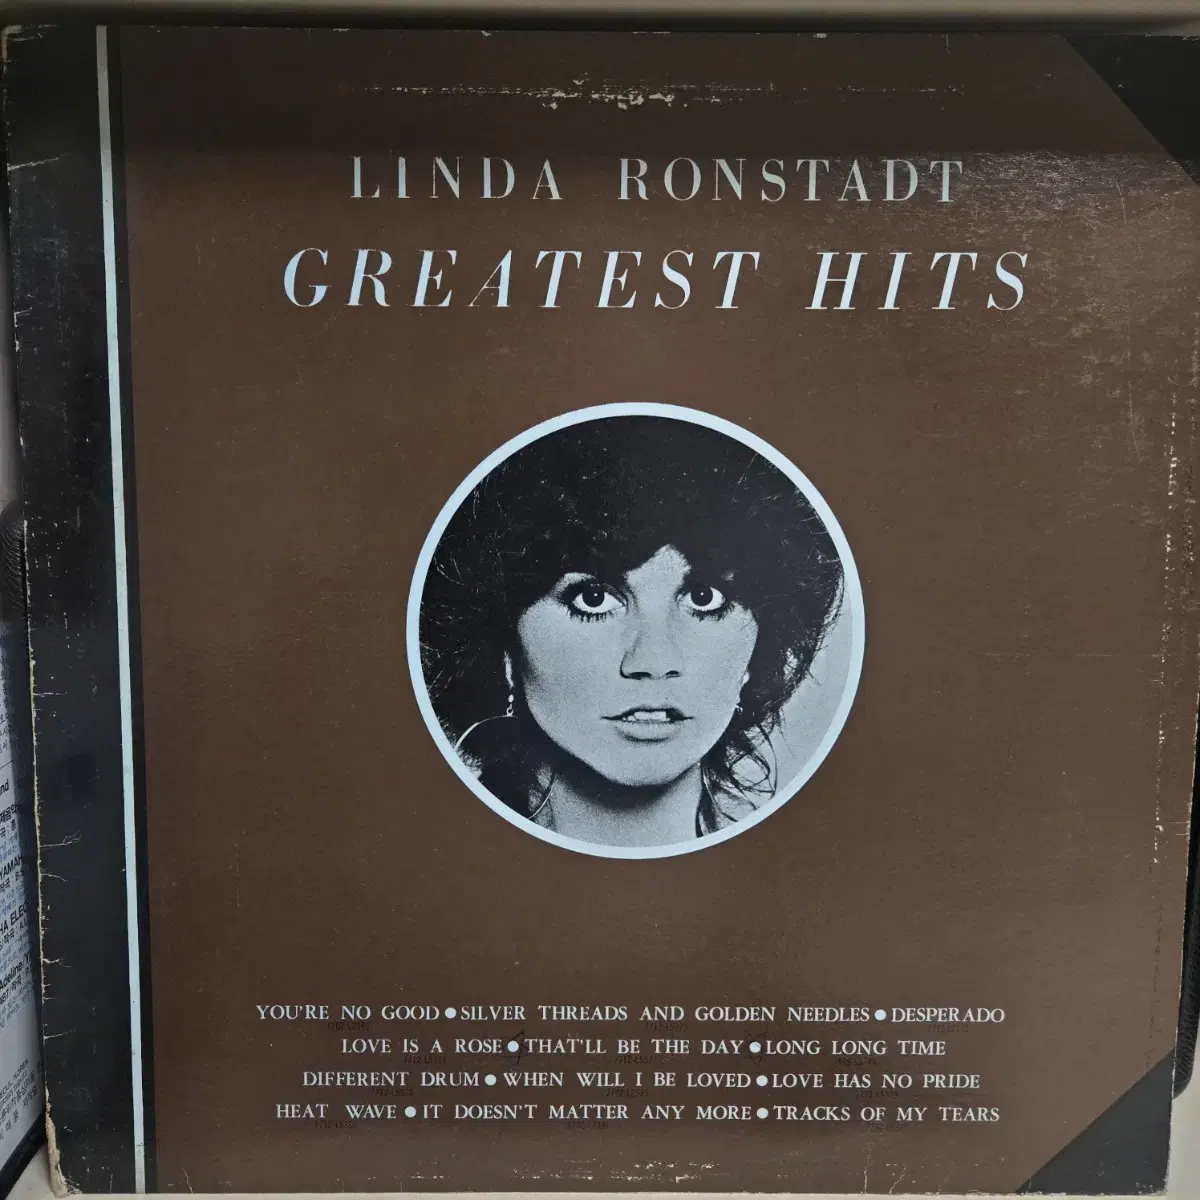 LINDA RONSTADT
GREATEST HITS
YOU'RE NO GOOD ● SILVER THREADS AND GOLDEN NEEDLES ● DESPERADO
LOVE IS A ROSE ● THAT'LL BE THE DAY ● LONG LONG TIME
DIFFERENT DRUM ● WHEN WILL I BE LOVED ● LOVE HAS NO PRIDE
HEAT WAVE ● IT DOESN'T MATTER ANY MORE ● TRACKS OF MY TEARS